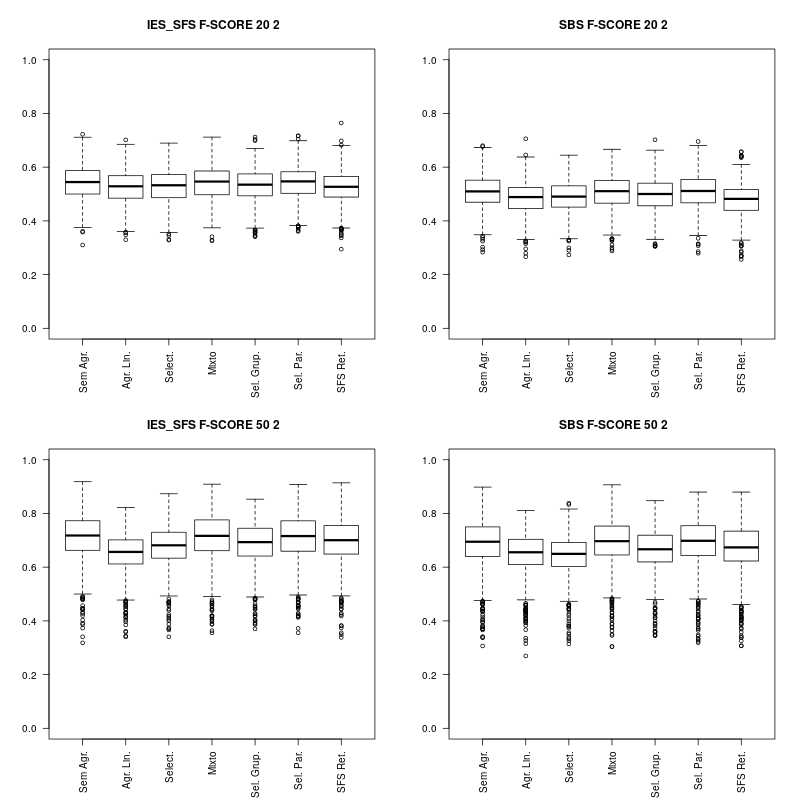 IES_SFS F-SCORE 20 2
1.0
0.8
0.6
0.4
0.2
0.0
Sem Agr.
Agr. Lin.
Select.
Mixto
Sel. Grup.
Sel. Par.
SFS Ret.
SBS F-SCORE 20 2
1.0
0.8
0.6
0.4
0.2
0.0
Sem Agr.
Agr. Lin.
Select.
Mixto
Sel. Grup.
Sel. Par.
SFS Ret.
IES_SFS F-SCORE 50 2
1.0
0.8
0.6
0.4
0.2
0.0
Sem Agr.
Agr. Lin.
Select.
Mixto
Sel. Grup.
Sel. Par.
SFS Ret.
SBS F-SCORE 50 2
1.0
0.8
0.6
0.4
0.2
0.0
Sem Agr.
Agr. Lin.
Select.
Mixto
Sel. Grup.
Sel. Par.
SFS Ret.